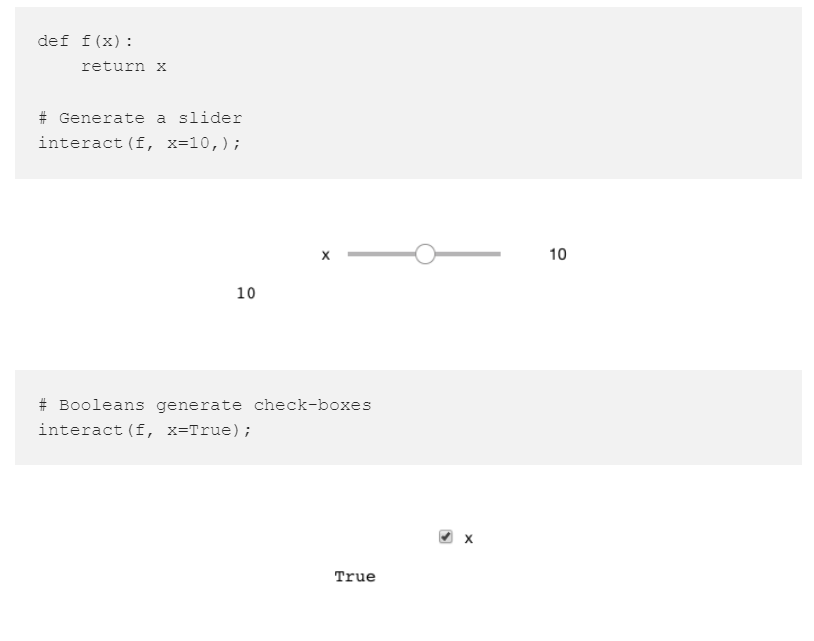 def f(x):
    return x
# Generate a slider
interact(f, x=10,);
x 10
10
# Booleans generate check-boxes
interact(f, x=True);
x
True